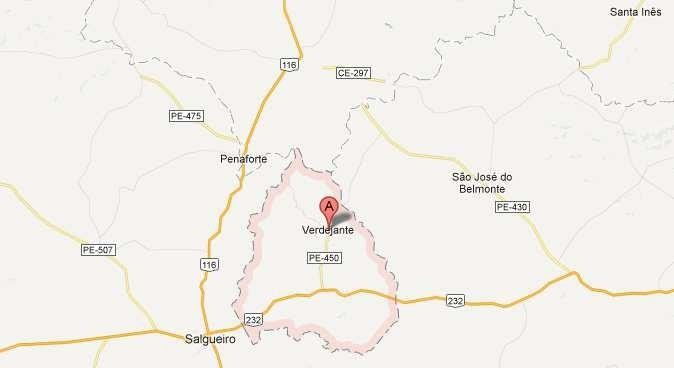 Santa Inês
116
CE-297
PE-475
Penaforte
São José do
Belmonte
A
PE-430
Verdejante
PE-507
PE-450
116
232
232
Salgueiro